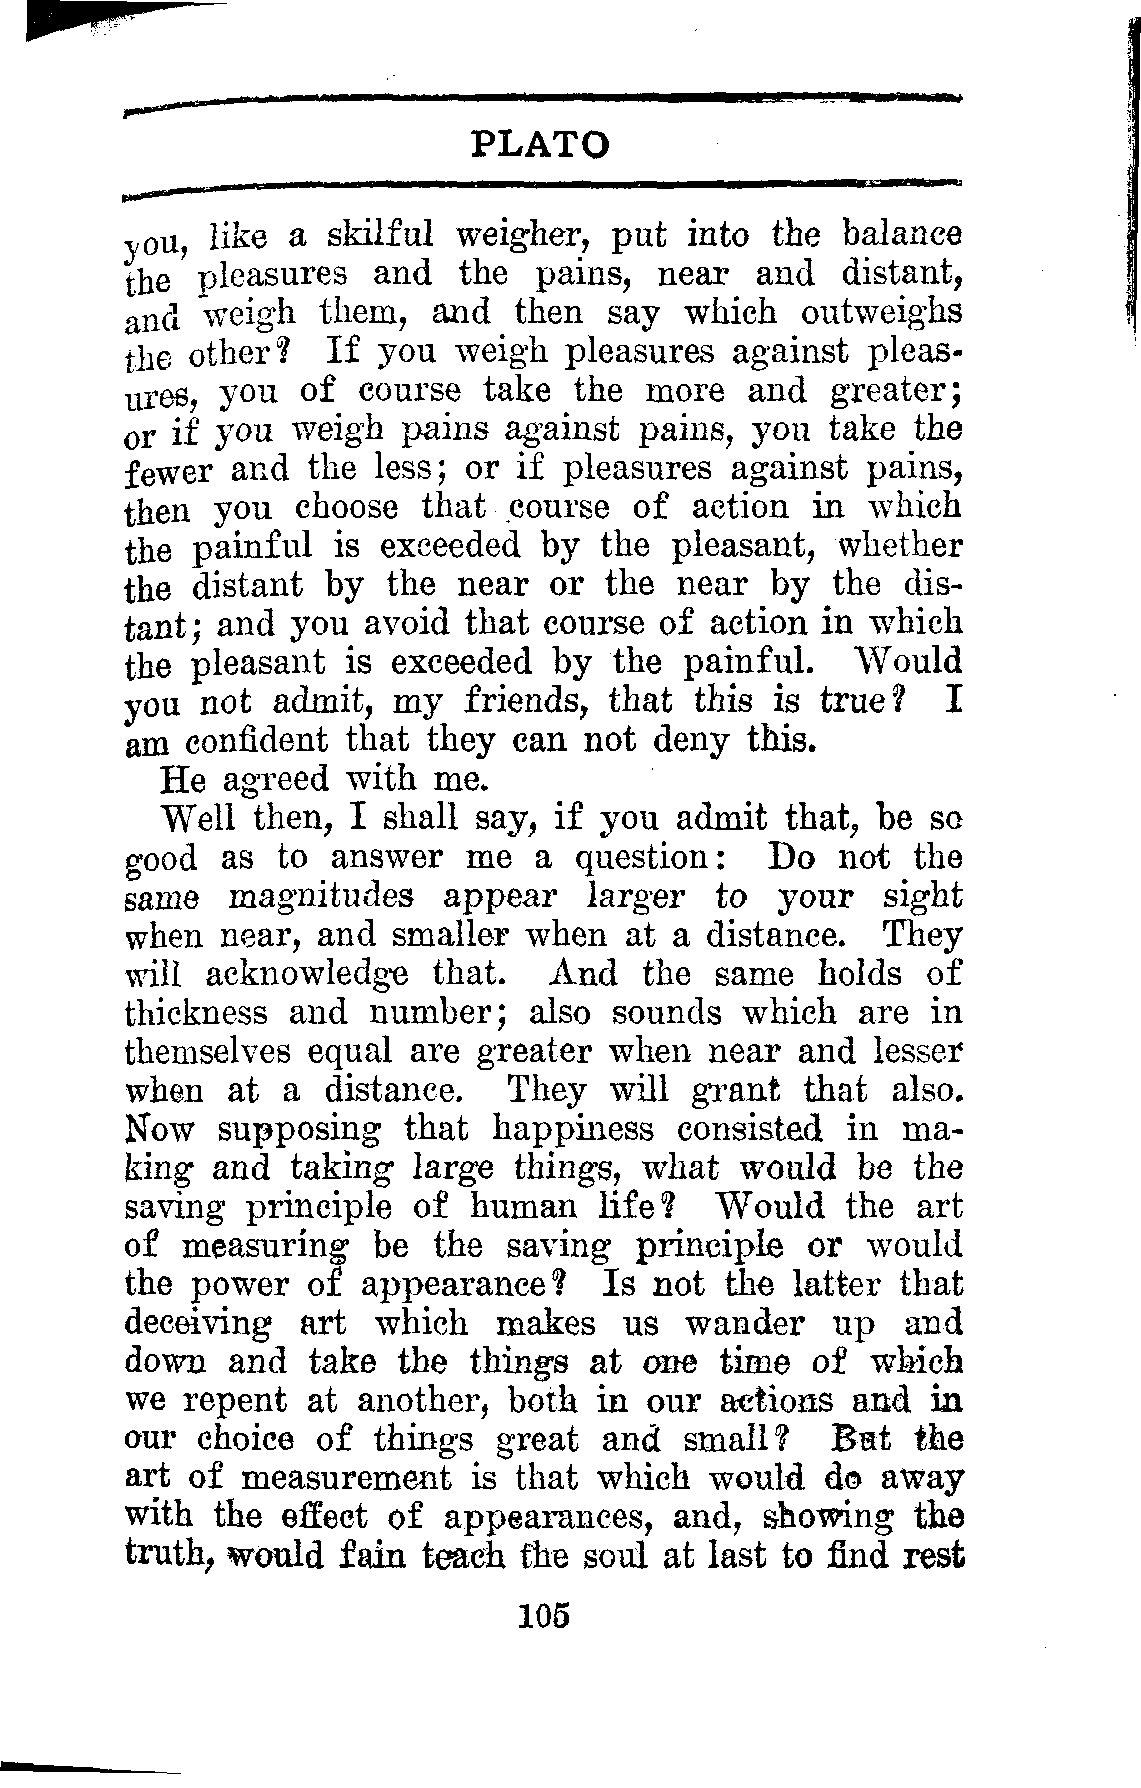 PLATO
you, like a skilful weigher, put into the balance
the pleasures and the pains, near and distant,
and weigh them, and then say which outweighs
the other? If you weigh pleasures against pleas-
ures, you of course take the more and greater;
or if you weigh pains against pains, you take the
fewer and the less; or if pleasures against pains,
then you choose that course of action in which
the painful is exceeded by the pleasant, whether
the distant by the near or the near by the dis-
tant; and you avoid that course of action in which
the pleasant is exceeded by the painful. Would
you not admit, my friends, that this is true? I
am confident that they can not deny this.
He agreed with me.
Well then, I shall say, if you admit that, be so
good as to answer me a question: Do not the
same magnitudes appear larger to your sight
when near, and smaller when at a distance. They
will acknowledge that. And the same holds of
thickness and number; also sounds which are in
themselves equal are greater when near and lesser
when at a distance. They will grant that also.
Now supposing that happiness consisted in ma-
king and taking large things, what would be the
saving principle of human life? Would the art
of measuring be the saving principle or would
the power of appearance? Is not the latter that
deceiving art which makes us wander up and
down and take the things at one time of which
we repent at another, both in our actions and in
our choice of things great and small? But the
art of measurement is that which would do away
with the effect of appearances, and, showing the
truth, would fain teach the soul at last to find rest
105